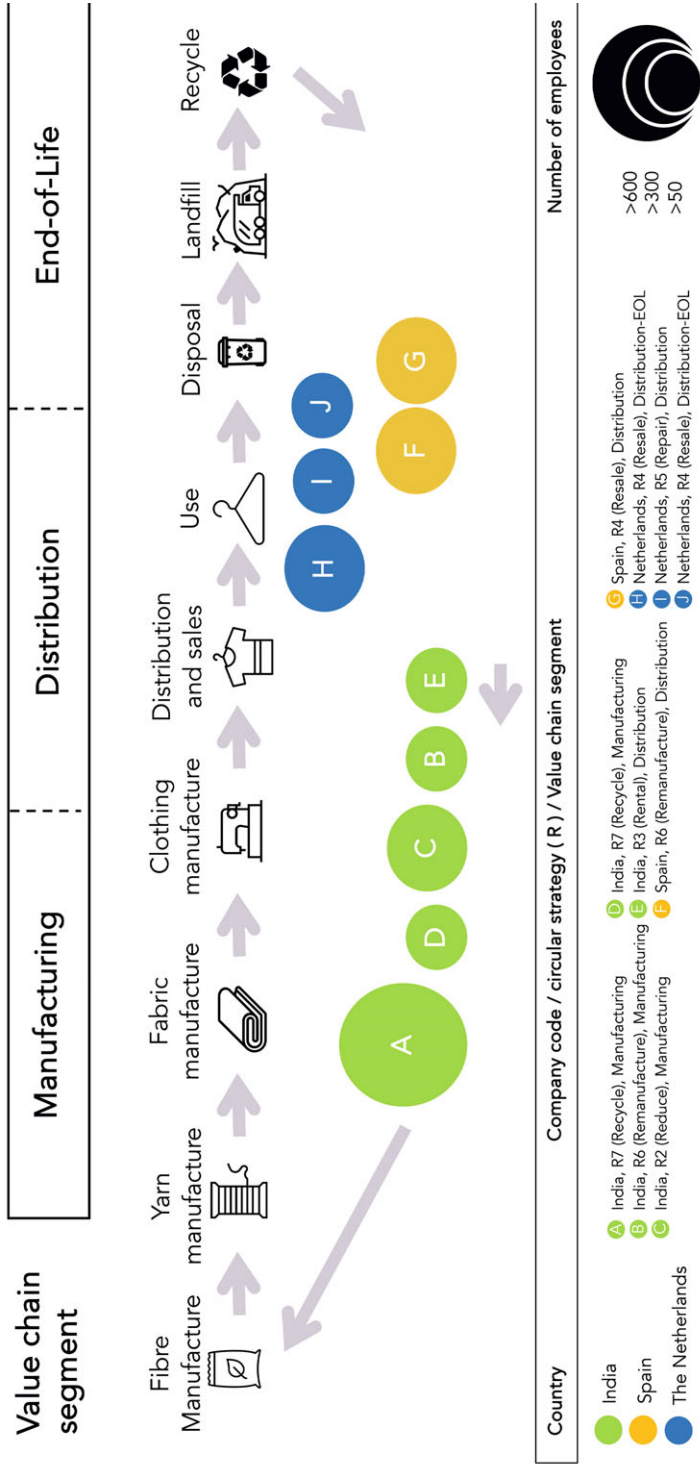 Value chain
segment
Manufacturing
Distribution
End-of-Life
Fibre
Manufacture
Yarn
manufacture
Fabric
manufacture
Clothing
manufacture
Distribution
and sales
Use
Disposal
Landfill
Recycle
H
I
J
F
G
A
D
C
B
E
Country
Company code / circular strategy ( R ) / Value chain segment
Number of employees
India
Spain
The Netherlands
A India, R7 (Recycle), Manufacturing
B India, R6 (Remanufacture), Manufacturing
C India, R2 (Reduce), Manufacturing
D India, R7 (Recycle), Manufacturing
E India, R3 (Rental), Distribution
F Spain, R6 (Remanufacture), Distribution
G Spain, R4 (Resale), Distribution
H Netherlands, R4 (Resale), Distribution-EOL
I Netherlands, R5 (Repair), Distribution
J Netherlands, R4 (Resale), Distribution-EOL
>600
>300
>50